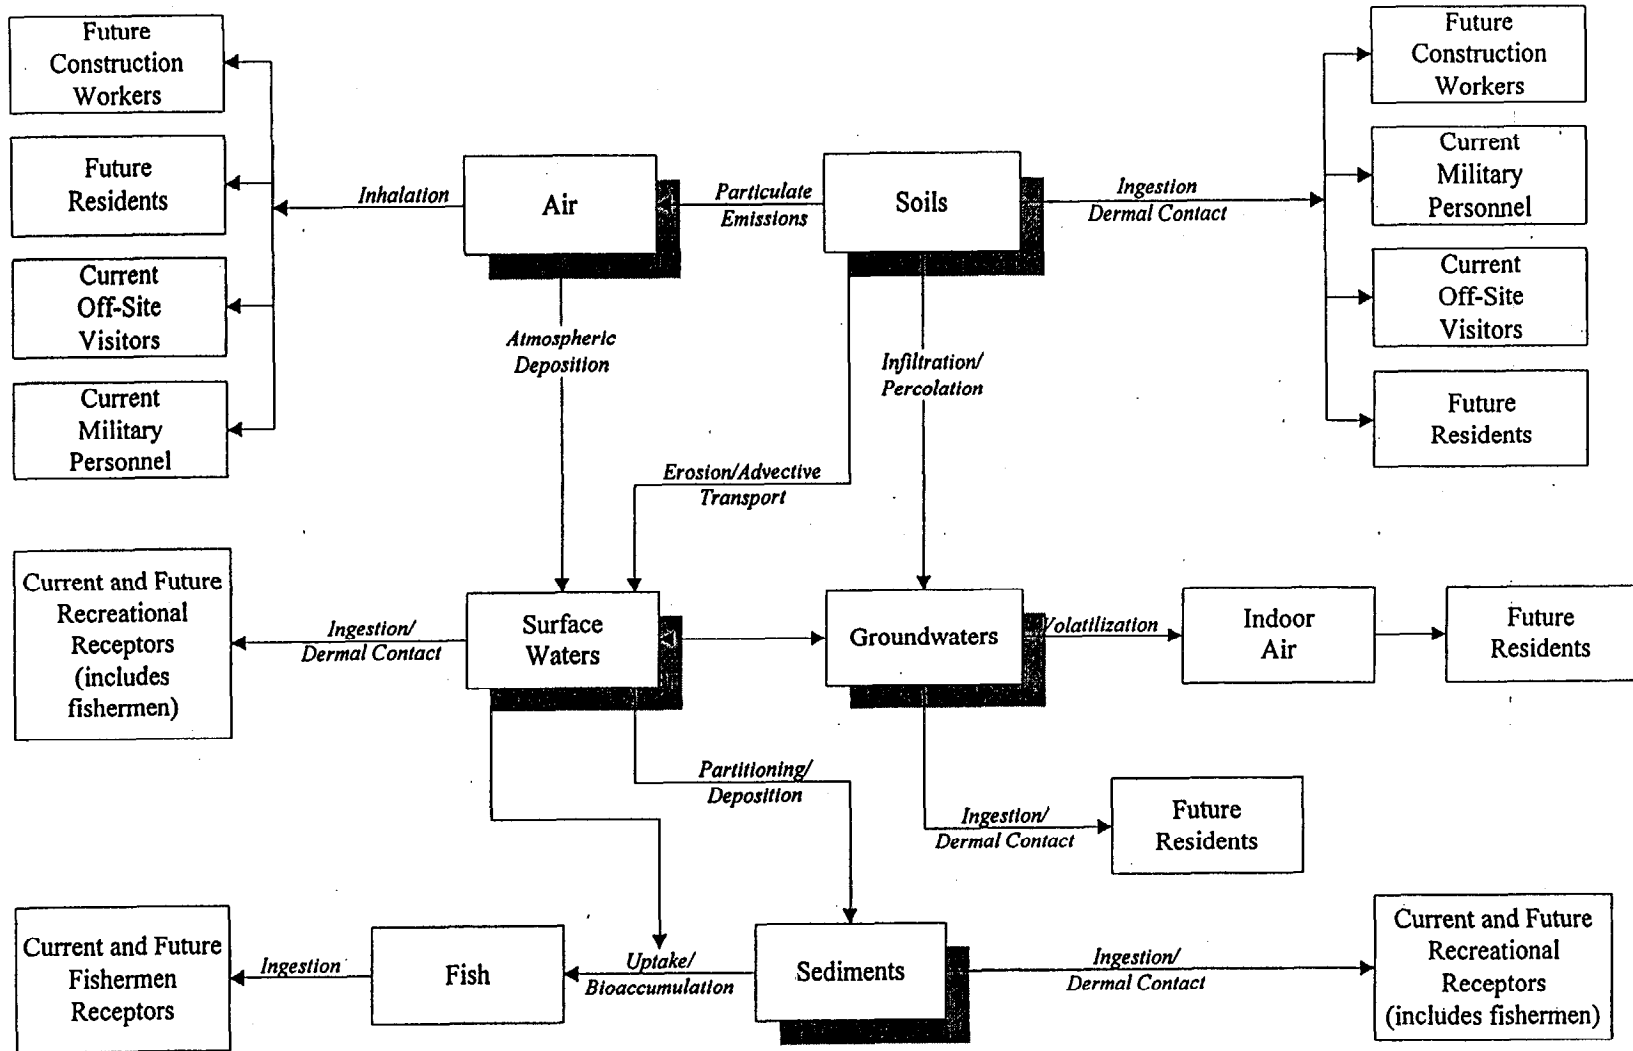 Future
Construction
Workers
Future
Residents
Current
Off-Site
Visitors
Current
Military
Personnel
Inhalation
Air
Particulate
Emissions
Soils
Ingestion
Dermal Contact
Future
Construction
Workers
Current
Military
Personnel
Current
Off-Site
Visitors
Future
Residents
Atmospheric
Deposition
Infiltration/
Percolation
Erosion/Advective
Transport
Current and Future
Recreational
Receptors
(includes
fishermen)
Ingestion/
Dermal Contact
Surface
Waters
Groundwaters
Volatilization
Indoor
Air
Future
Residents
Partitioning/
Deposition
Ingestion/
Dermal Contact
Future
Residents
Current and Future
Fishermen
Receptors
Ingestion
Fish
Uptake/
Bioaccumulation
Sediments
Ingestion/
Dermal Contact
Current and Future
Recreational
Receptors
(includes fishermen)